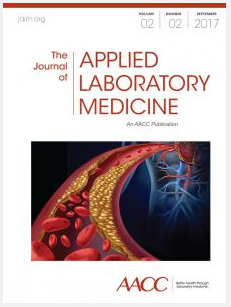 jalm.org
VOLUME NUMBER SEPTEMBER
02 02 2017
The Journal of
APPLIED
LABORATORY
MEDICINE
An AACC Publication
AACC
Better health through
laboratory medicine.